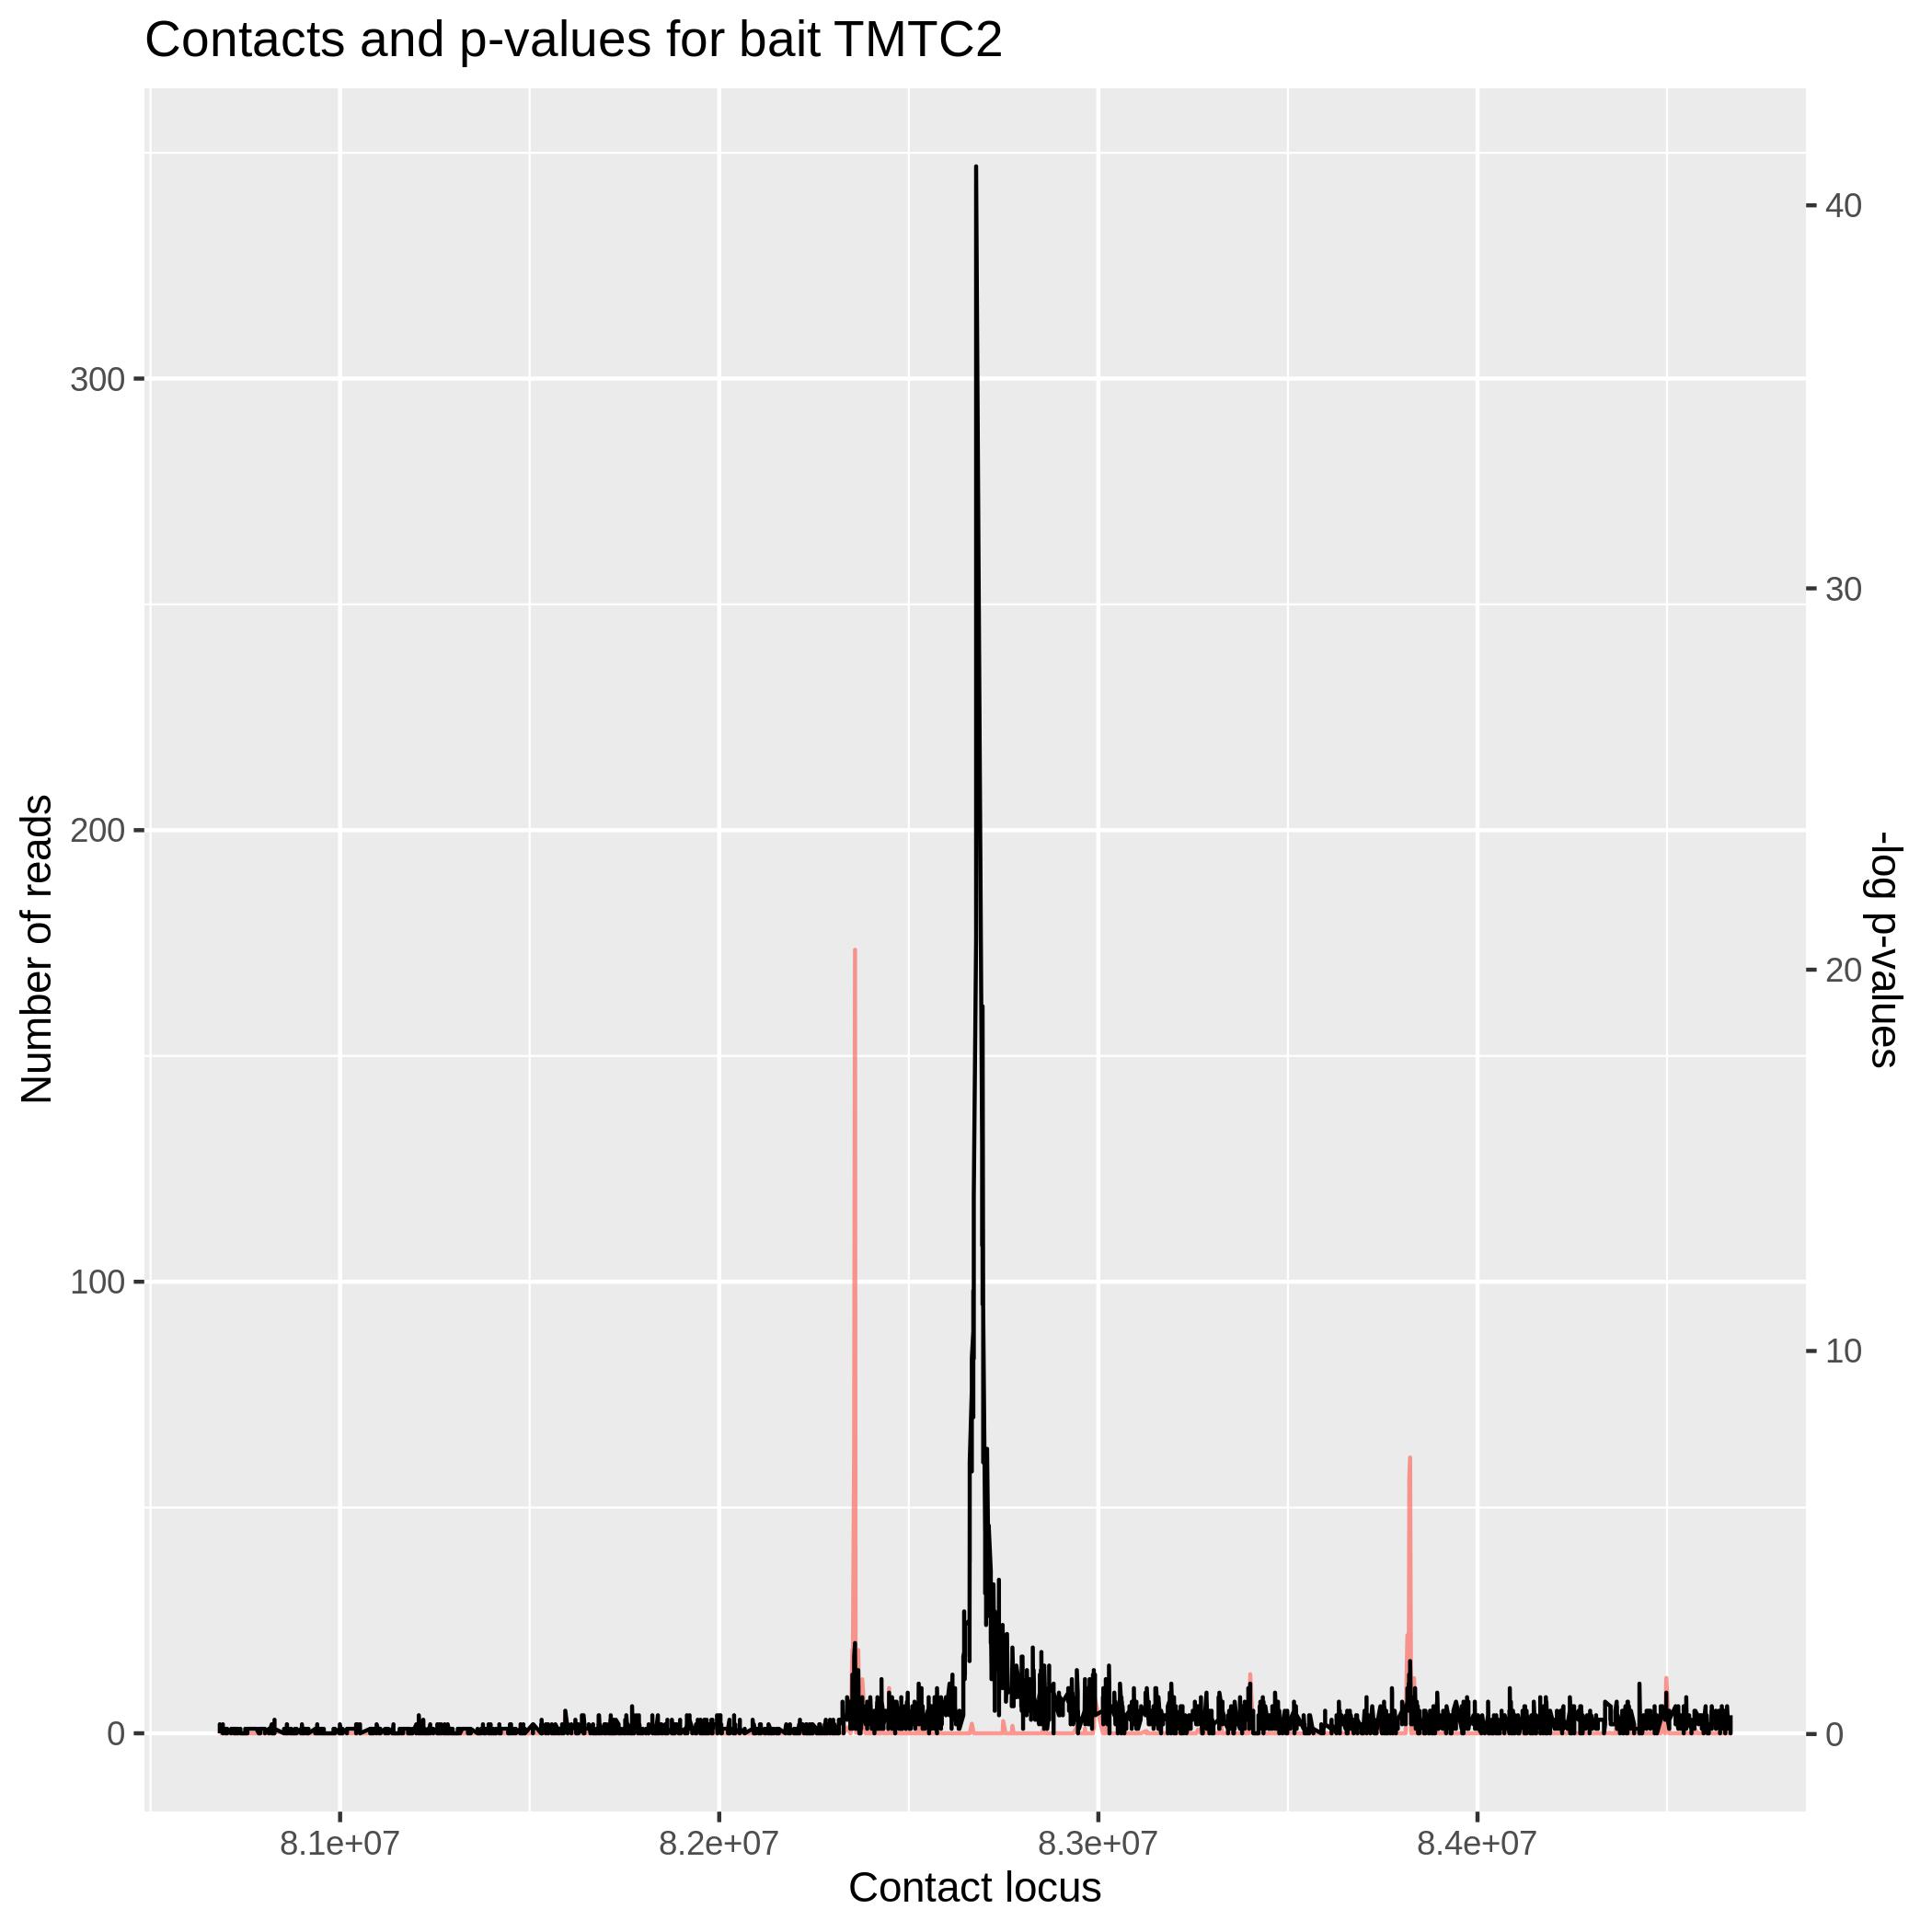 Contacts and p-values for bait TMTC2
Number of reads
300
200
100
0
40
30
20
10
0
-log p-values
8.1e+07 8.2e+07 8.3e+07 8.4e+07
Contact locus